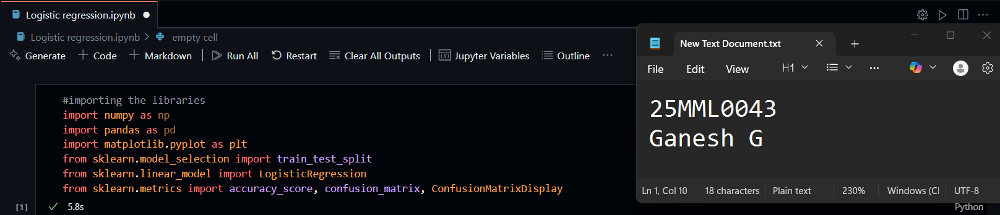 Logistic regression.ipynb
Logistic regression.ipynb > empty cell
Generate + Code + Markdown | Run All Restart Clear All Outputs | Jupyter Variables Outline ...
#importing the libraries
import numpy as np
import pandas as pd
import matplotlib.pyplot as plt
from sklearn.model_selection import train_test_split
from sklearn.linear_model import LogisticRegression
from sklearn.metrics import accuracy_score, confusion_matrix, ConfusionMatrixDisplay
[1] ✓ 5.8s
Python
New Text Document.txt
File Edit View H1
25MML0043
Ganesh G
Ln 1, Col 10 18 characters Plain text 230% Windows (Cl UTF-8